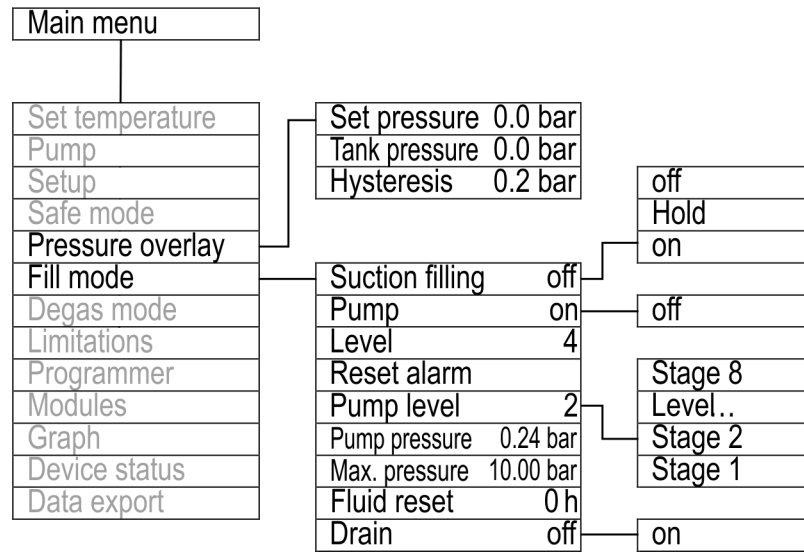 Main menu
Set temperature
Pump
Setup
Safe mode
Pressure overlay
Fill mode
Degas mode
Limitations
Programmer
Modules
Graph
Device status
Data export
Set pressure 0.0 bar
Tank pressure 0.0 bar
Hysteresis 0.2 bar
Suction filling off
Pump on
Level 4
Reset alarm
Pump level 2
Pump pressure 0.24 bar
Max. pressure 10.00 bar
Fluid reset 0 h
Drain off
off
Hold
on
off
Stage 8
Level..
Stage 2
Stage 1
on